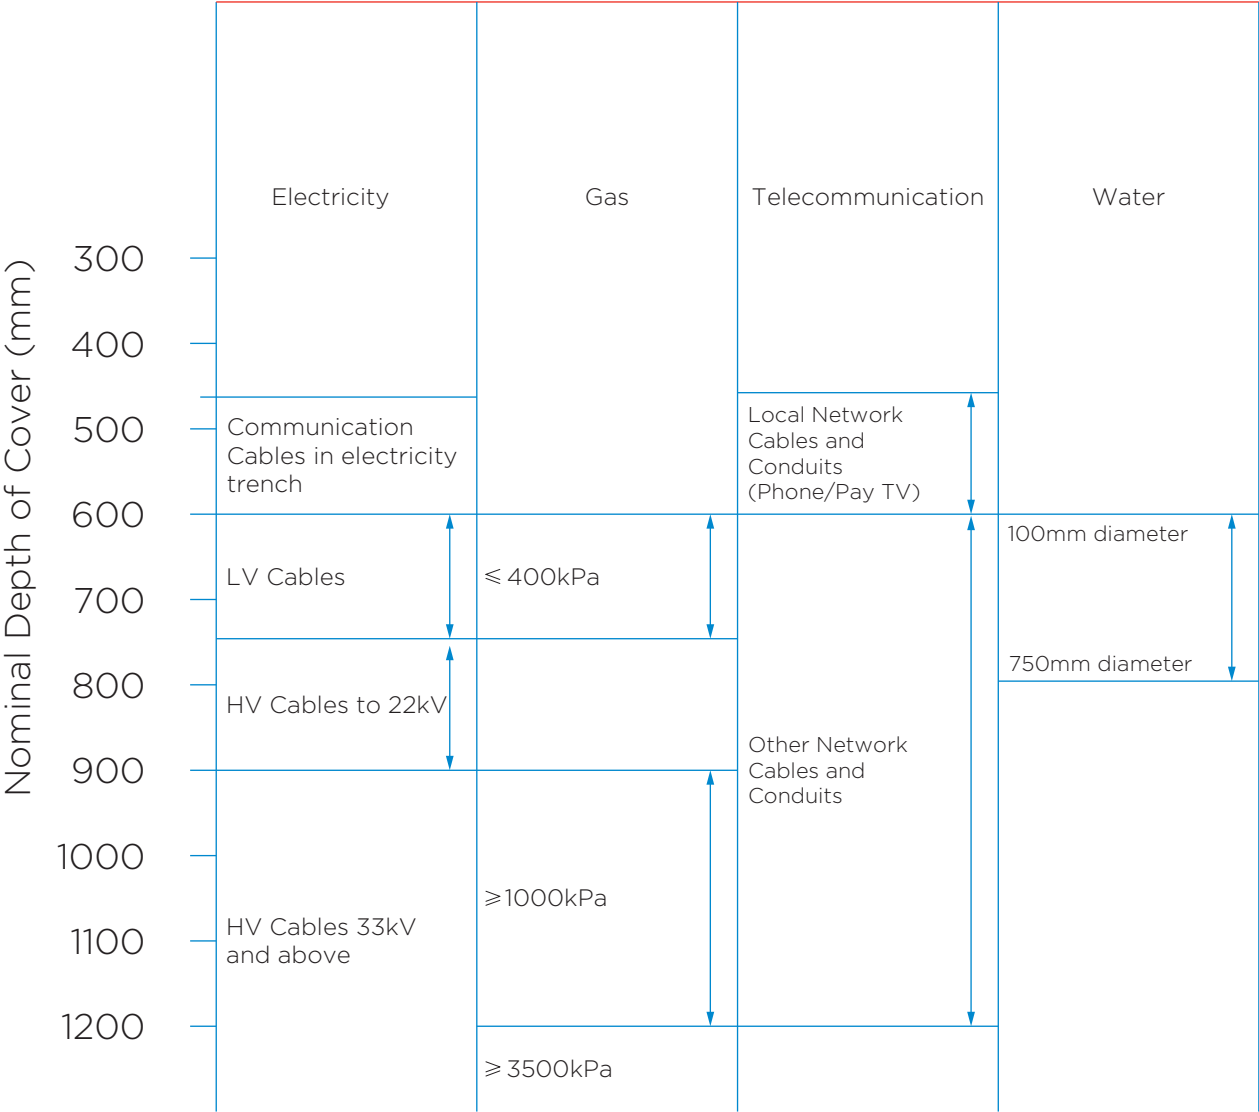 Electricity
Gas
Telecommunication
Water
Nominal Depth of Cover (mm)
300
400
500
600
700
800
900
1000
1100
1200
Communication
Cables in electricity
trench
LV Cables
HV Cables to 22kV
HV Cables 33kV
and above
≤ 400kPa
≥1000kPa
≥ 3500kPa
Local Network
Cables and
Conduits
(Phone/Pay TV)
Other Network
Cables and
Conduits
100mm diameter
750mm diameter